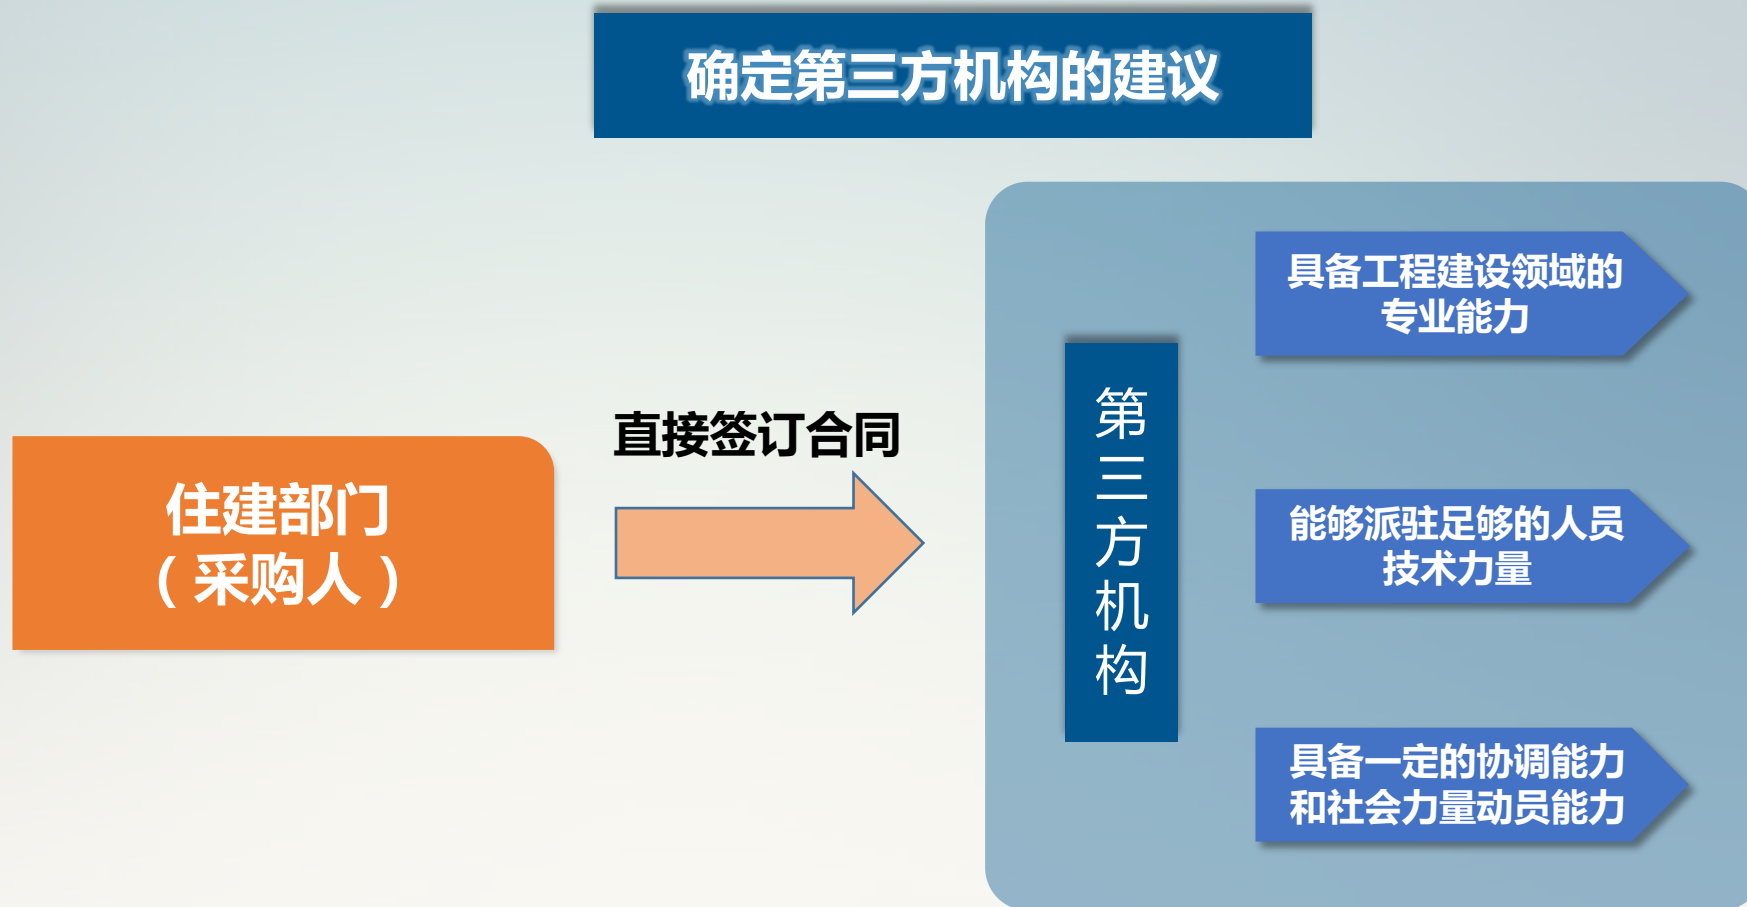 确定第三方机构的建议
住建部门
（采购人）
直接签订合同
第三方机构
具备工程建设领域的
专业能力
能够派驻足够的人员
技术力量
具备一定的协调能力
和社会力量动员能力